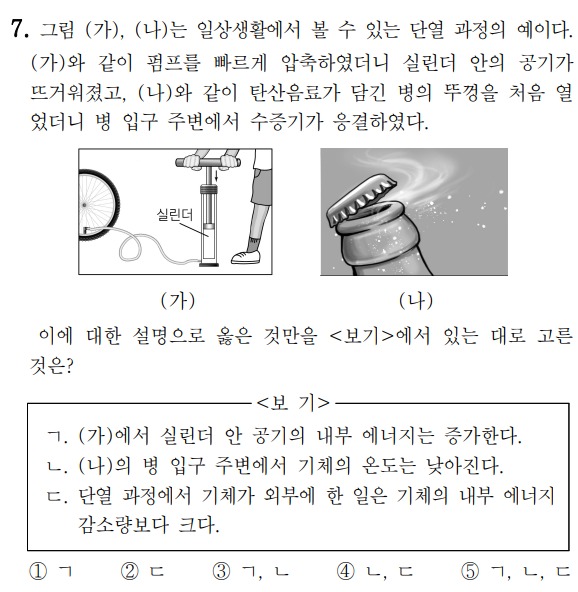 7. 그림 (가), (나)는 일상생활에서 볼 수 있는 단열 과정의 예이다.
(가)와 같이 펌프를 빠르게 압축하였더니 실린더 안의 공기가
뜨거워졌고, (나)와 같이 탄산음료가 담긴 병의 뚜껑을 처음 열
었더니 병 입구 주변에서 수증기가 응결하였다.
실린더
(가)
(나)
이에 대한 설명으로 옳은 것만을 <보기>에서 있는 대로 고른
것은?
<보 기>
ㄱ. (가)에서 실린더 안 공기의 내부 에너지는 증가한다.
ㄴ. (나)의 병 입구 주변에서 기체의 온도는 낮아진다.
ㄷ. 단열 과정에서 기체가 외부에 한 일은 기체의 내부 에너지
감소량보다 크다.
① ㄱ ② ㄷ ③ ㄱ, ㄴ ④ ㄴ, ㄷ ⑤ ㄱ, ㄴ, ㄷ